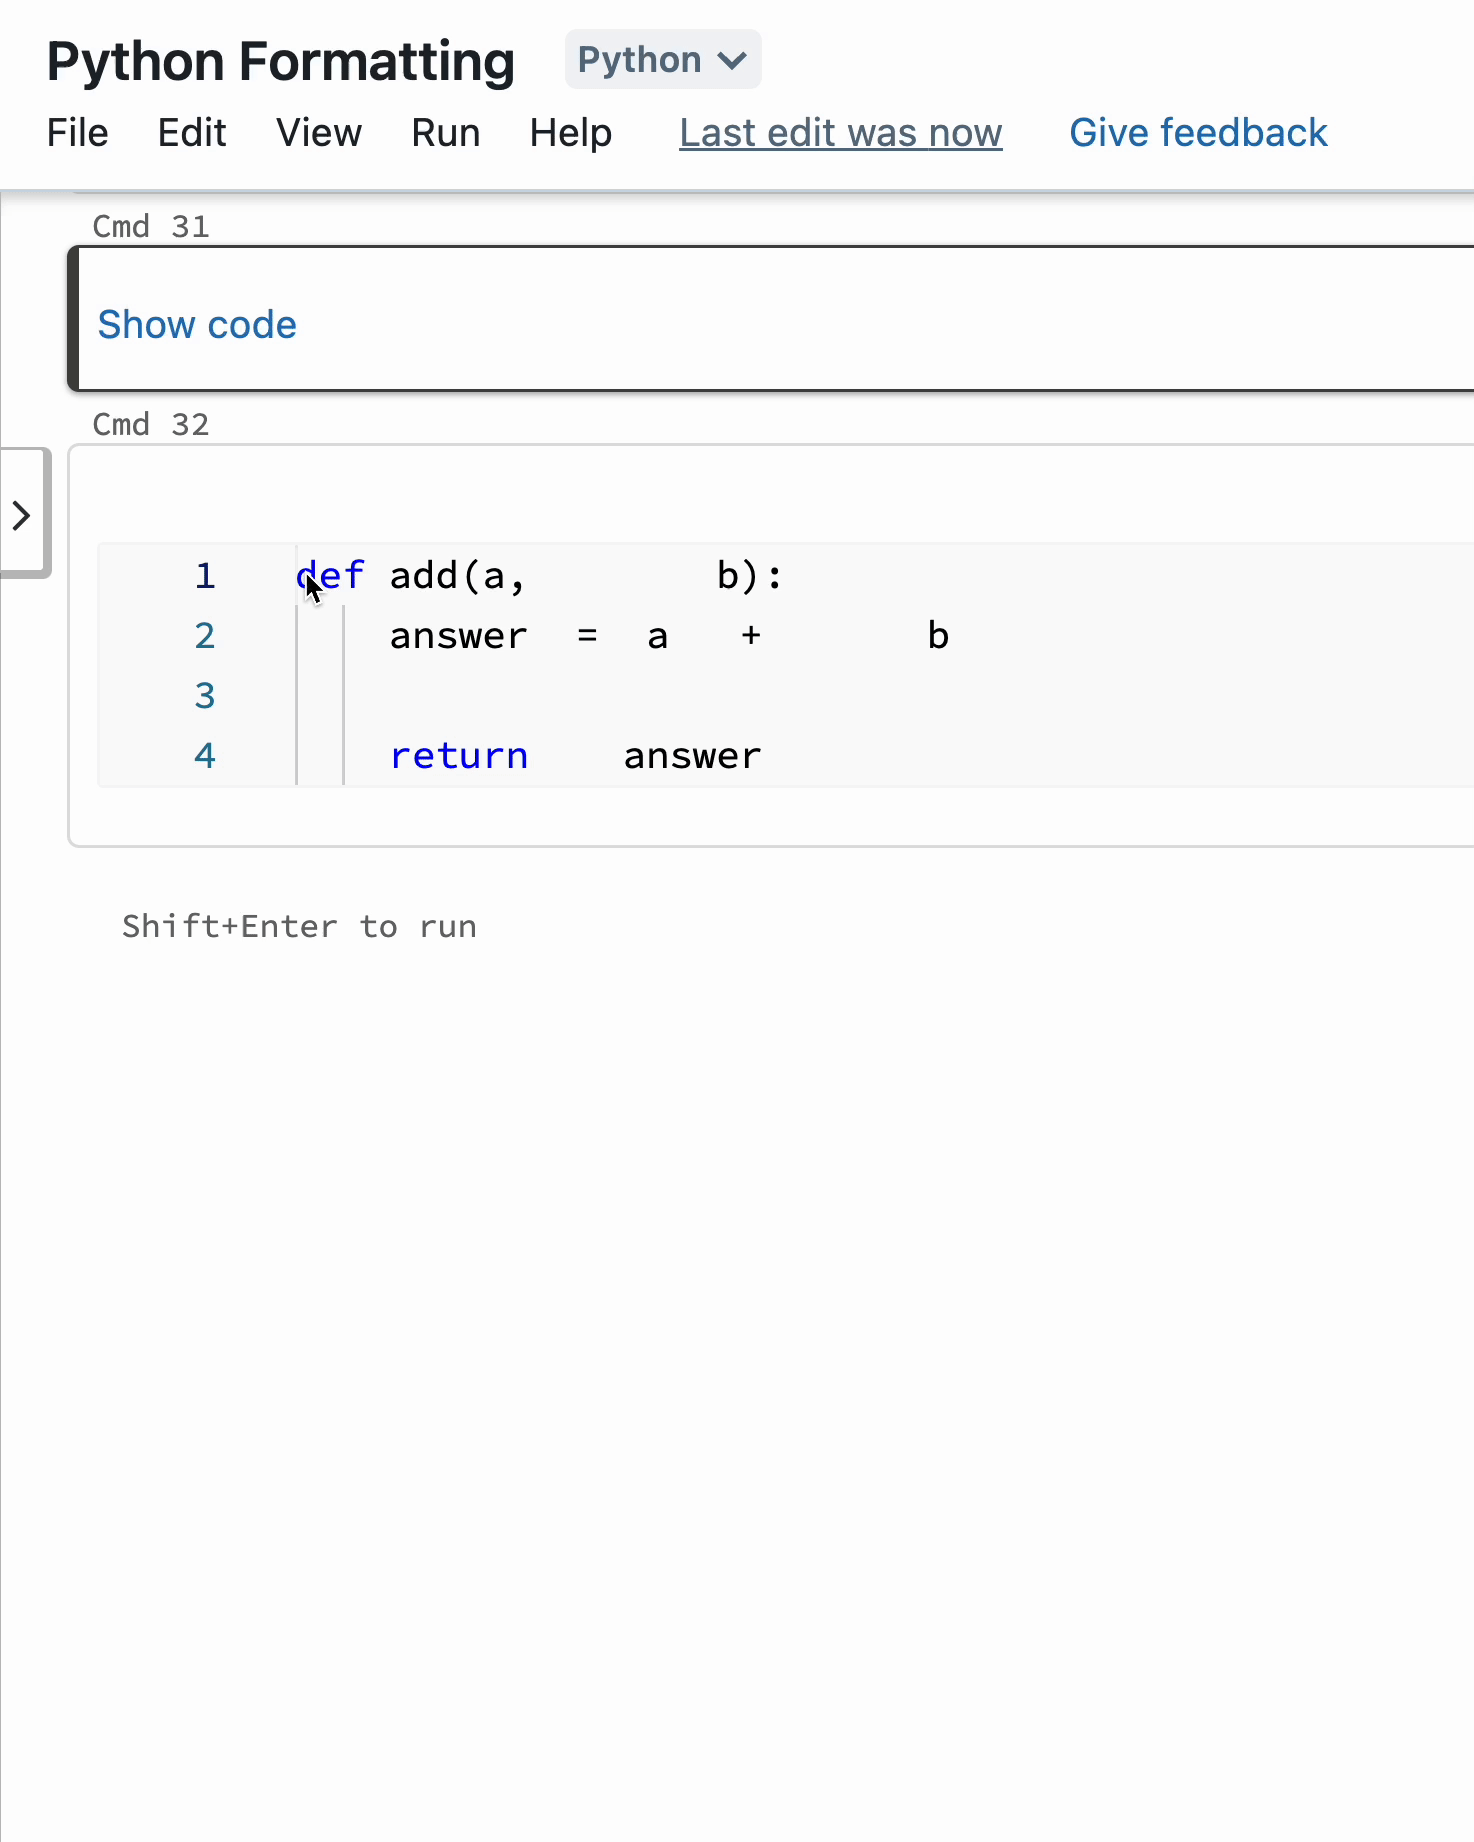 Python Formatting Python
File Edit View Run Help Last edit was now Give feedback
Cmd 31
Show code
Cmd 32
1 def add(a,        b):
2     answer  =  a   +       b
3
4     return    answer
Shift+Enter to run